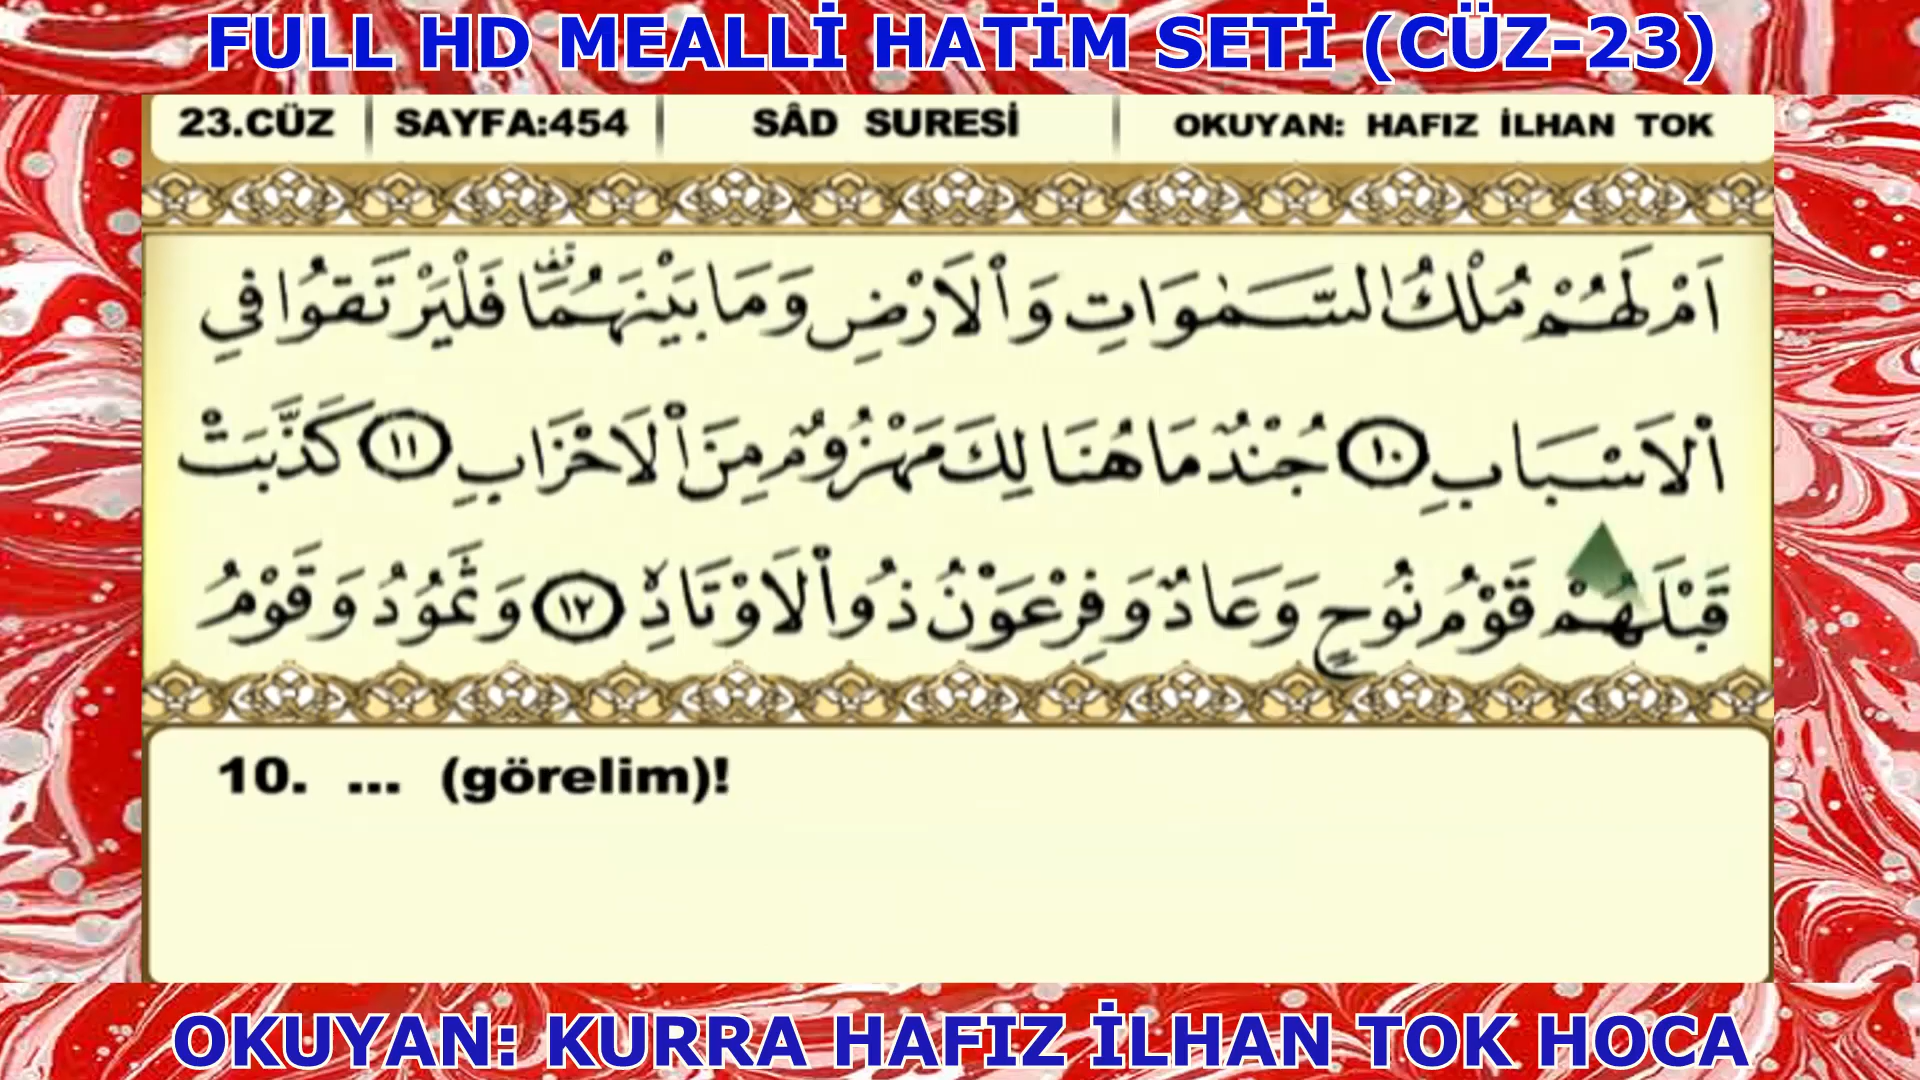 FULL HD MEALLİ HATİM SETİ (CÜZ-23)
23.CÜZ | SAYFA:454 | SÂD SURESİ | OKUYAN: HAFIZ İLHAN TOK
اَمْ لَهُمْ مُلْكُ السَّمٰوَاتِ وَالْاَرْضِ وَمَا بَيْنَهُمَا۠ فَلْيَرْتَقُوا فِي
الْاَسْبَابِ ﴿١٠﴾ جُنْدٌ مَا هُنَالِكَ مَهْزُومٌ مِنَ الْاَحْزَابِ ﴿١١﴾ كَذَّبَتْ
قَبْلَهُمْ قَوْمُ نُوحٍ وَعَادٌ وَفِرْعَوْنُ ذُو الْاَوْتَادِۙ ﴿١٢﴾ وَثَمُودُ وَقَوْمُ
10. ... (görelim)!
OKUYAN: KURRA HAFIZ İLHAN TOK HOCA